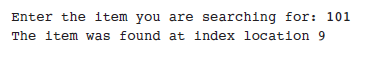 Enter the item you are searching for: 101
The item was found at index location 9